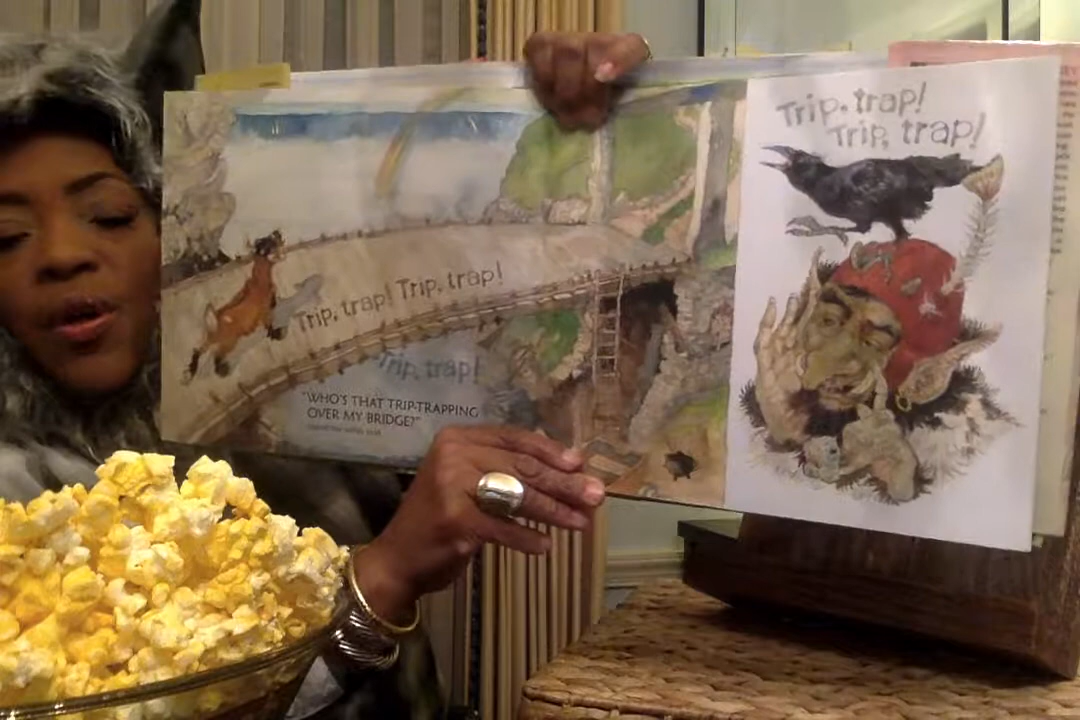 Trip, trap! Trip, trap!
Trip, trap!
"WHO'S THAT TRIP-TRAPPING
OVER MY BRIDGE?"
Trip, trap!
Trip, trap!